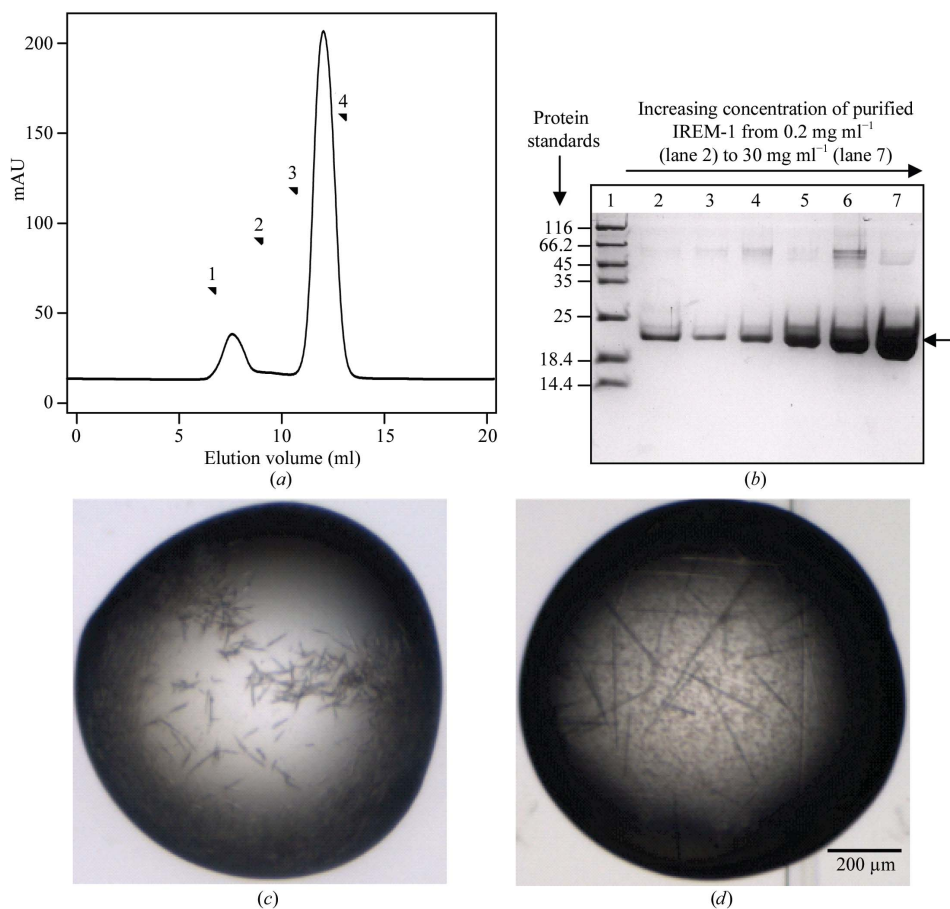 200
150
100
50
0
mAU
1
2
3
4
0 5 10 15 20
Elution volume (ml)
(a)
Protein
standards
Increasing concentration of purified
IREM-1 from 0.2 mg ml⁻¹
(lane 2) to 30 mg ml⁻¹ (lane 7)
1 2 3 4 5 6 7
116
66.2
45
35
25
18.4
14.4
(b)
(c)
200 µm
(d)